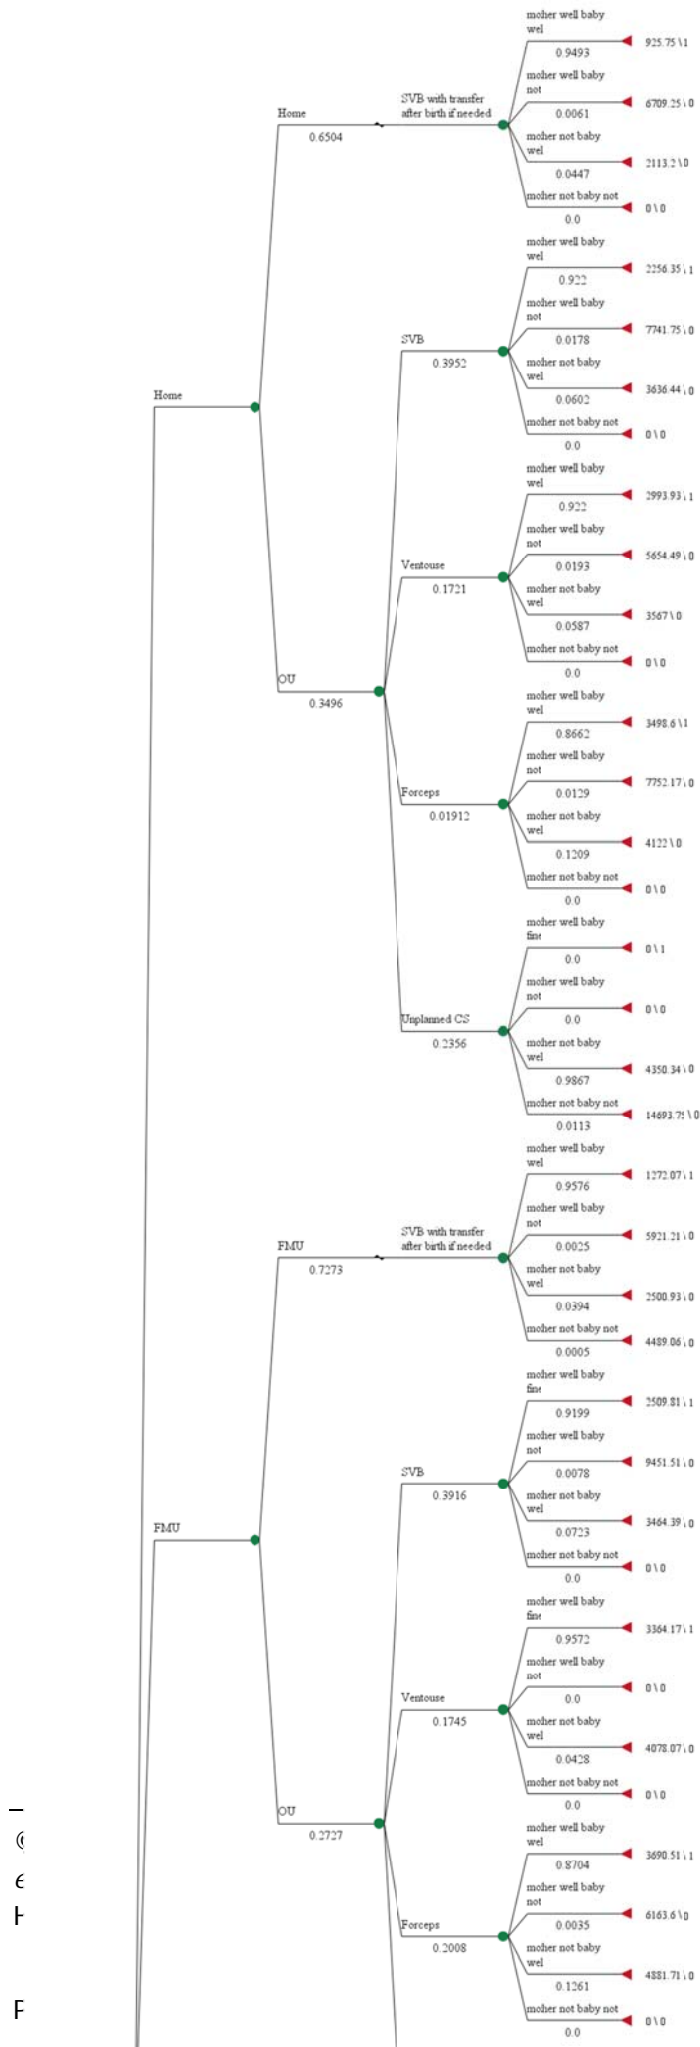 moher well baby
wel
925.75 \ 1
0.9493
moher well baby
not
6709.25 \ 0
0.0061
SVB with transfer
after birth if needed
Home
0.6504
moher not baby
wel
2113.2 \ 0
0.0447
moher not baby not
0 \ 0
0.0
moher well baby
wel
2256.35 \ 1
0.922
moher well baby
not
7741.75 \ 0
0.0178
SVB
0.3952
moher not baby
wel
3636.44 \ 0
0.0602
Home
moher not baby not
0 \ 0
0.0
moher well baby
wel
2993.93 \ 1
0.922
moher well baby
not
5654.49 \ 0
0.0193
Ventouse
0.1721
moher not baby
wel
3567 \ 0
0.0587
moher not baby not
0 \ 0
0.0
OU
0.3496
moher well baby
wel
3498.6 \ 1
0.8662
moher well baby
not
7752.17 \ 0
0.0129
Forceps
0.01912
moher not baby
wel
4122 \ 0
0.1209
moher not baby not
0 \ 0
0.0
moher well baby
fine
0 \ 1
0.0
moher well baby
not
0 \ 0
0.0
Unplanned CS
0.2356
moher not baby
wel
4350.34 \ 0
0.9867
moher not baby not
14693.75 \ 0
0.0113
moher well baby
wel
1272.07 \ 1
0.9576
moher well baby
not
5921.21 \ 0
0.0025
SVB with transfer
after birth if needed
FMU
0.7273
moher not baby
wel
2500.93 \ 0
0.0394
moher not baby not
4489.06 \ 0
0.0005
moher well baby
fine
2509.81 \ 1
0.9199
moher well baby
not
9451.51 \ 0
0.0078
SVB
0.3916
moher not baby
wel
3464.39 \ 0
0.0723
FMU
moher not baby not
0 \ 0
0.0
moher well baby
fine
3364.17 \ 1
0.9572
moher well baby
not
0 \ 0
0.0
Ventouse
0.1745
moher not baby
wel
4078.07 \ 0
0.0428
moher not baby not
0 \ 0
0.0
OU
0.2727
moher well baby
wel
3690.51 \ 1
0.8704
moher well baby
not
6163.6 \ 0
0.0035
Forceps
0.2008
moher not baby
wel
4881.71 \ 0
0.1261
moher not baby not
0 \ 0
0.0